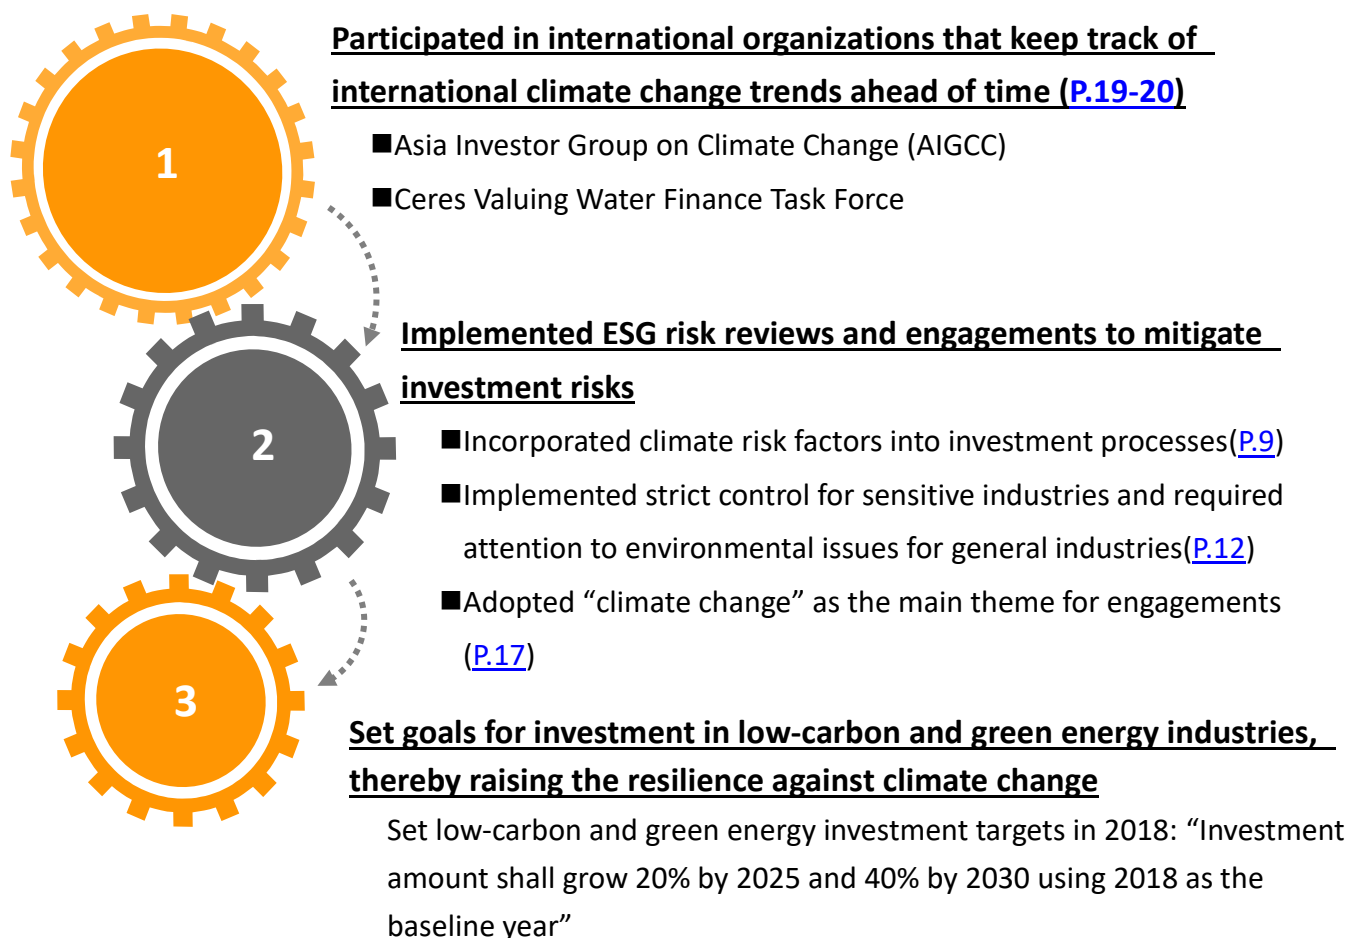 Participated in international organizations that keep track of
international climate change trends ahead of time (P.19-20)
1
■Asia Investor Group on Climate Change (AIGCC)
■Ceres Valuing Water Finance Task Force
Implemented ESG risk reviews and engagements to mitigate
investment risks
2
■Incorporated climate risk factors into investment processes(P.9)
■Implemented strict control for sensitive industries and required
attention to environmental issues for general industries(P.12)
■Adopted “climate change” as the main theme for engagements
(P.17)
3
Set goals for investment in low-carbon and green energy industries,
thereby raising the resilience against climate change
Set low-carbon and green energy investment targets in 2018: “Investment
amount shall grow 20% by 2025 and 40% by 2030 using 2018 as the
baseline year”